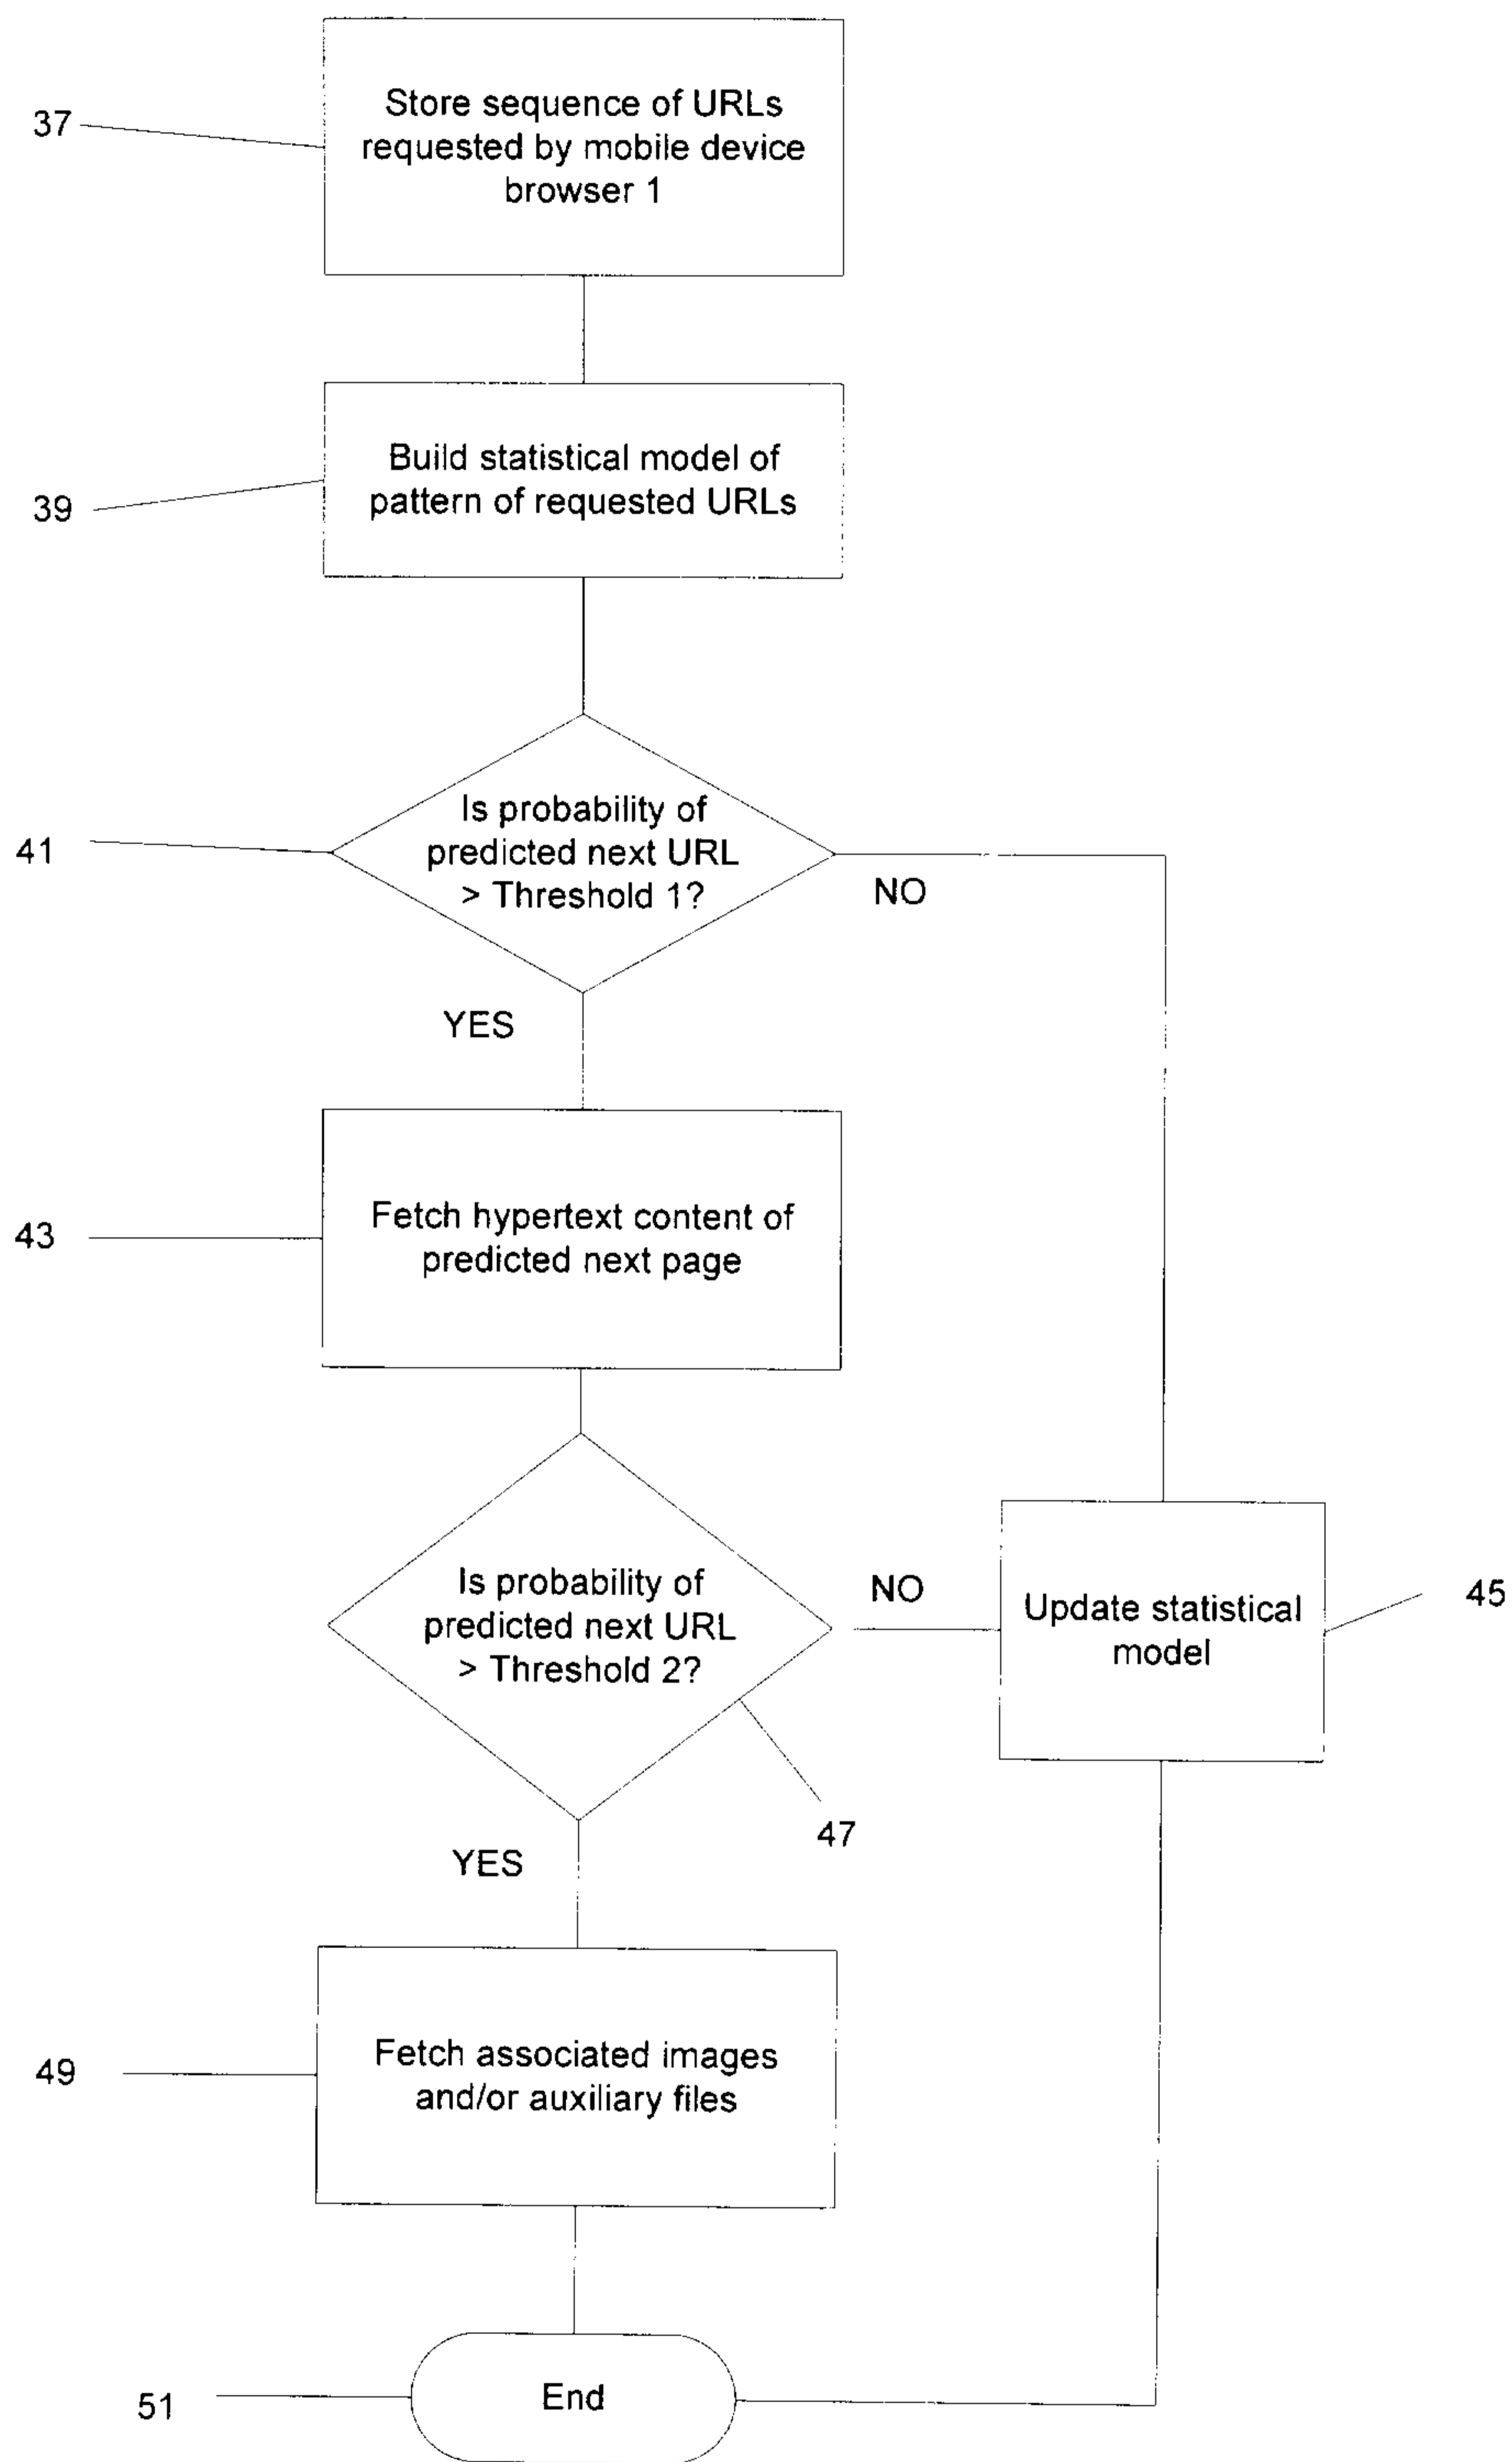 Store sequence of URLs
requested by mobile device
browser 1
37
Build statistical model of
pattern of requested URLs
39
Is probability of
predicted next URL
> Threshold 1?
41
NO
YES
Fetch hypertext content of
predicted next page
43
Is probability of
predicted next URL
> Threshold 2?
NO
Update statistical
model
45
47
YES
Fetch associated images
and/or auxiliary files
49
End
51